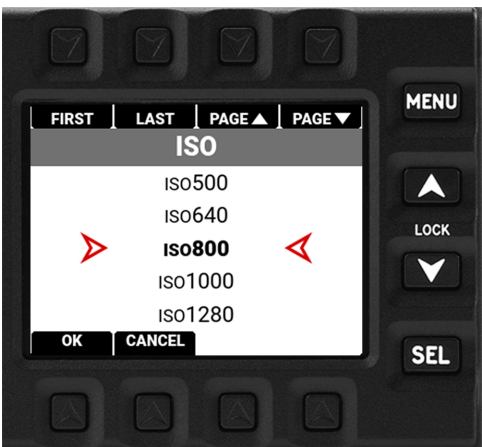 FIRST LAST PAGE▲ PAGE▼
MENU
ISO
ISO500
ISO640
LOCK
ISO800
ISO1000
ISO1280
OK CANCEL
SEL